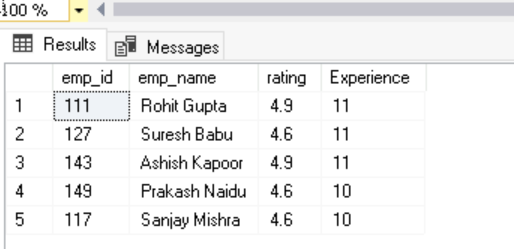 100 %
Results Messages
emp_id emp_name rating Experience
1 111 Rohit Gupta 4.9 11
2 127 Suresh Babu 4.6 11
3 143 Ashish Kapoor 4.9 11
4 149 Prakash Naidu 4.6 10
5 117 Sanjay Mishra 4.6 10